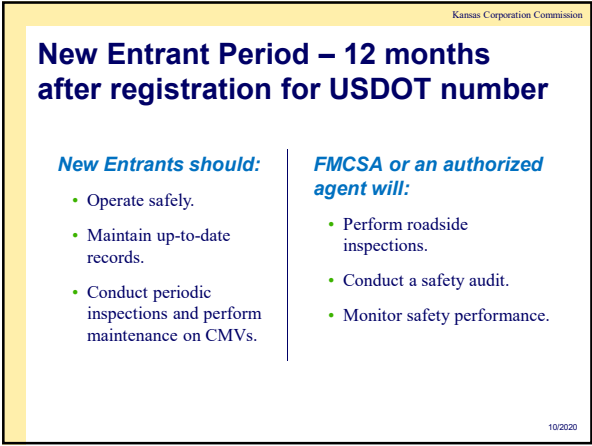 Kansas Corporation Commission
New Entrant Period – 12 months
after registration for USDOT number
New Entrants should:
• Operate safely.
• Maintain up-to-date
records.
• Conduct periodic
inspections and perform
maintenance on CMVs.
FMCSA or an authorized
agent will:
• Perform roadside
inspections.
• Conduct a safety audit.
• Monitor safety performance.
10/2020